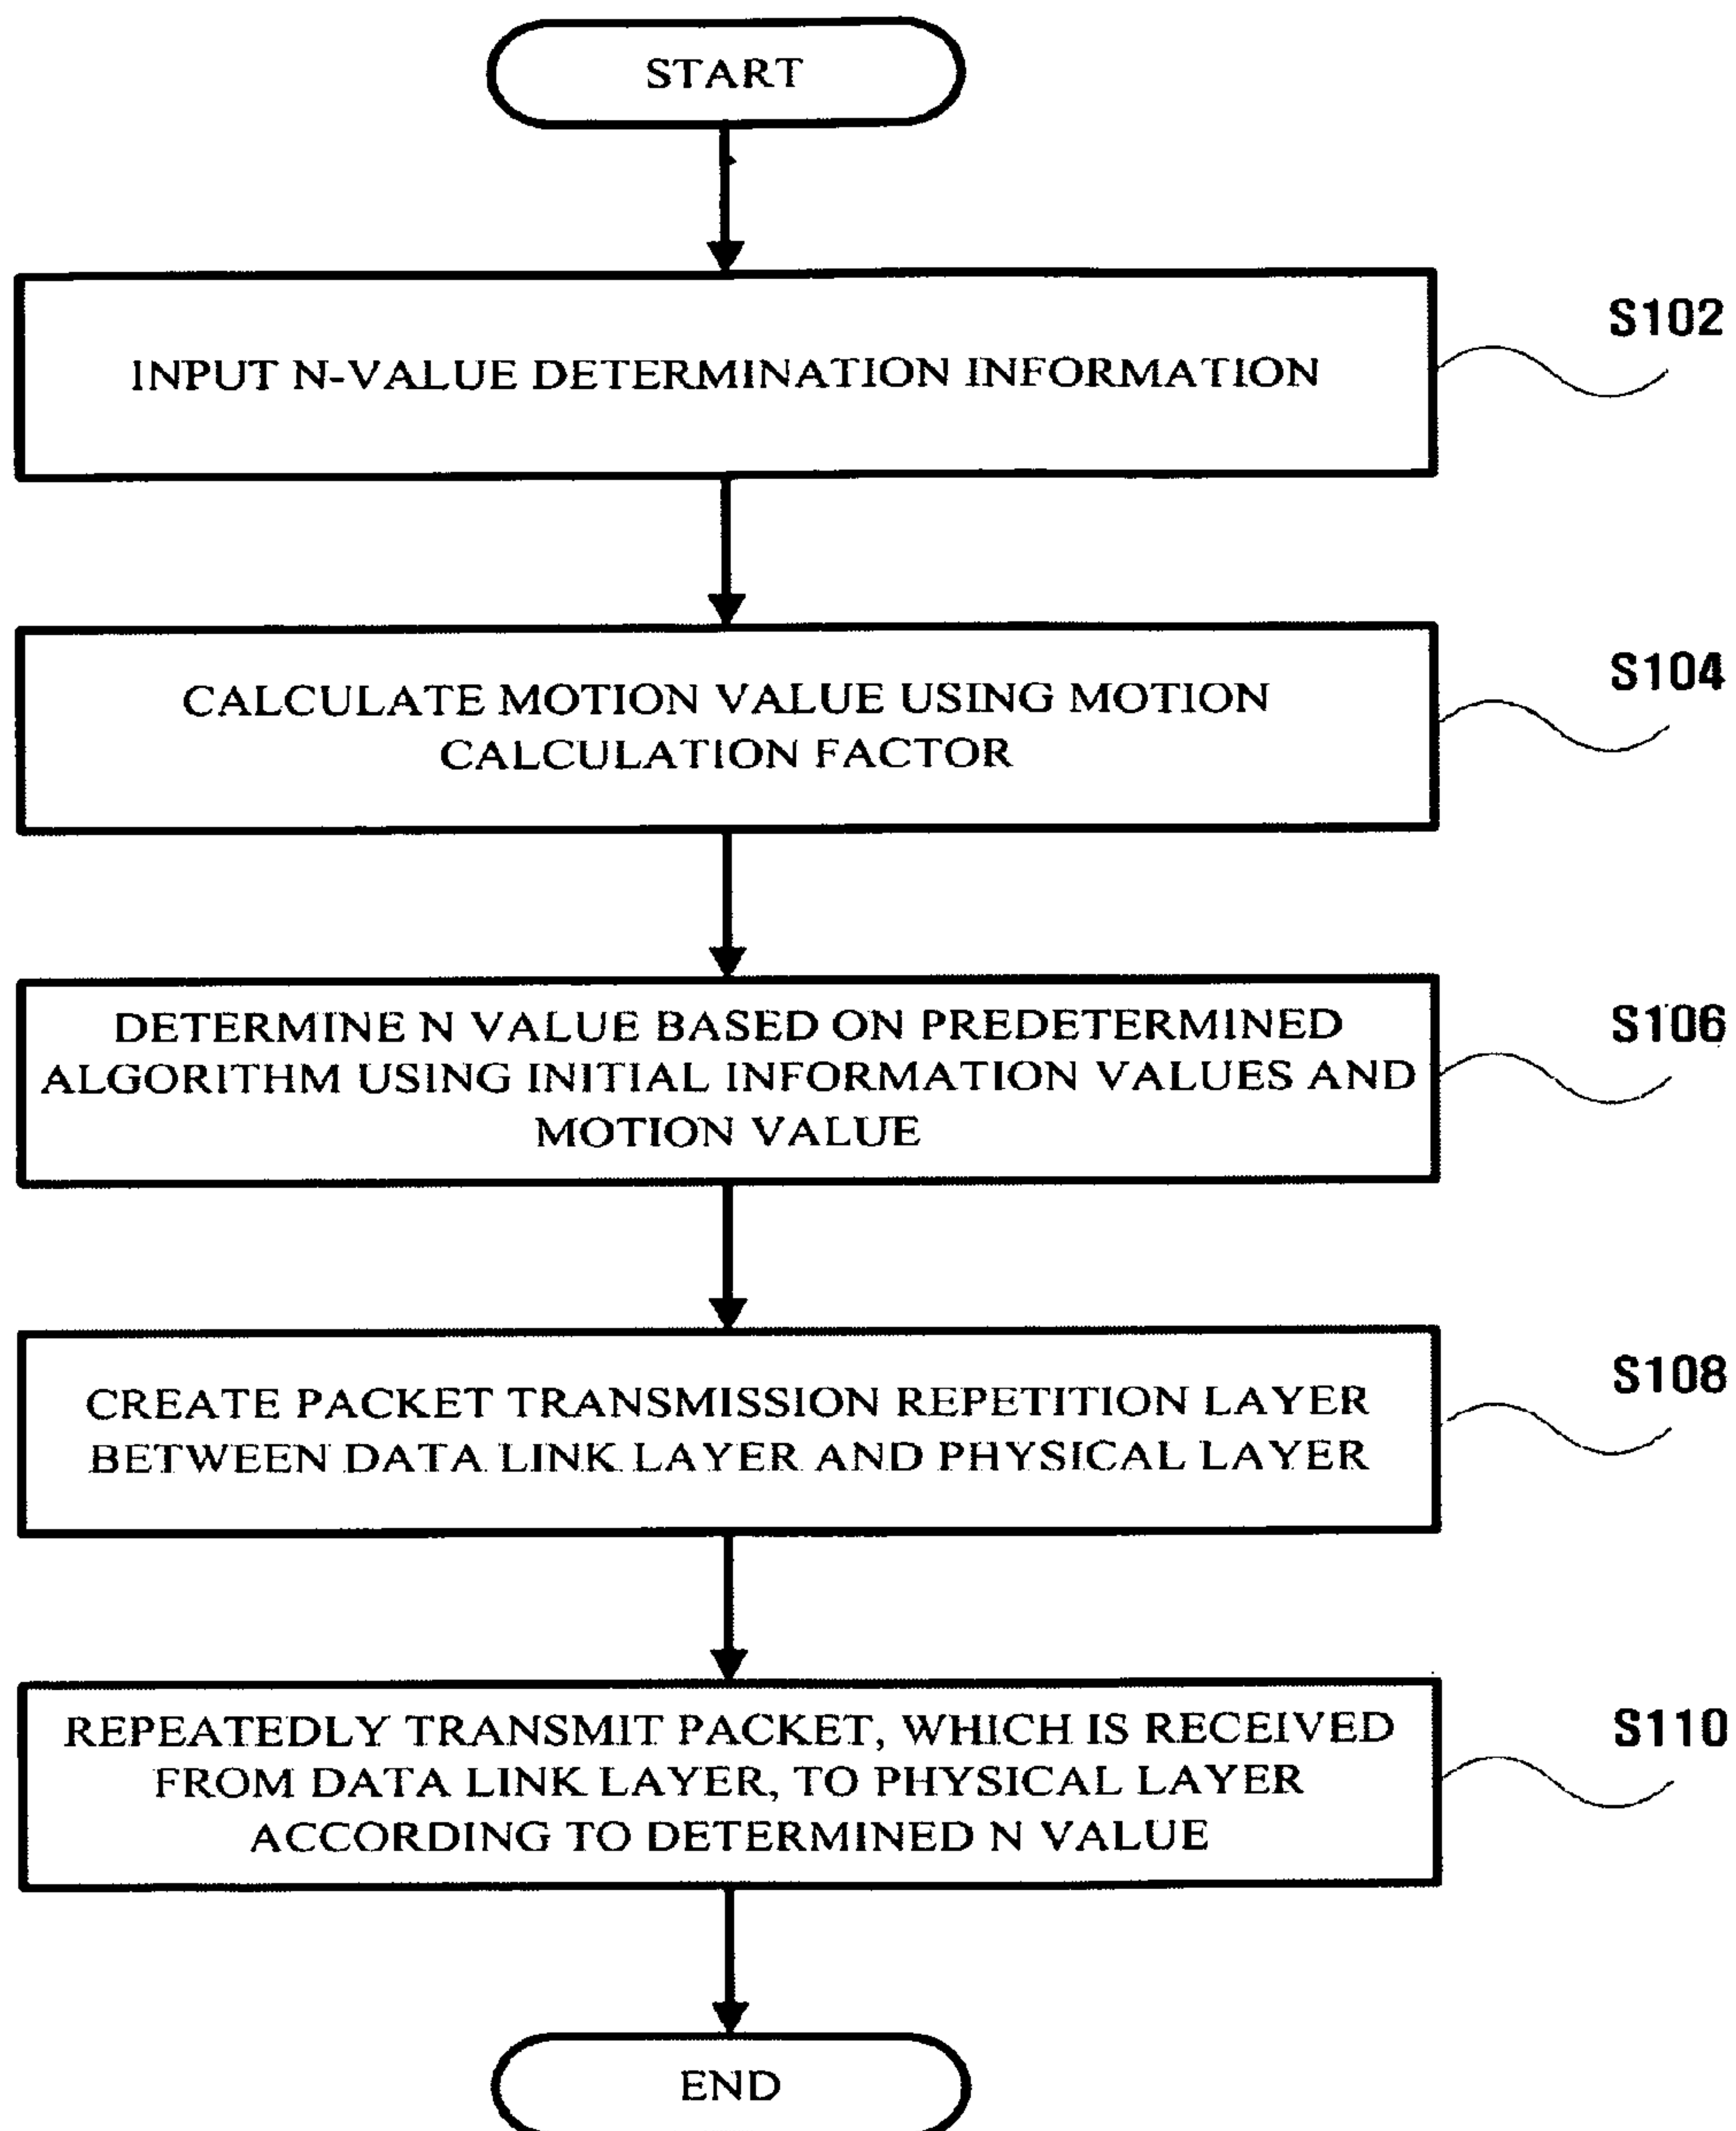 START
INPUT N-VALUE DETERMINATION INFORMATION
S102
CALCULATE MOTION VALUE USING MOTION
CALCULATION FACTOR
S104
DETERMINE N VALUE BASED ON PREDETERMINED
ALGORITHM USING INITIAL INFORMATION VALUES AND
MOTION VALUE
S106
CREATE PACKET TRANSMISSION REPETITION LAYER
BETWEEN DATA LINK LAYER AND PHYSICAL LAYER
S108
REPEATEDLY TRANSMIT PACKET, WHICH IS RECEIVED
FROM DATA LINK LAYER, TO PHYSICAL LAYER
ACCORDING TO DETERMINED N VALUE
S110
END